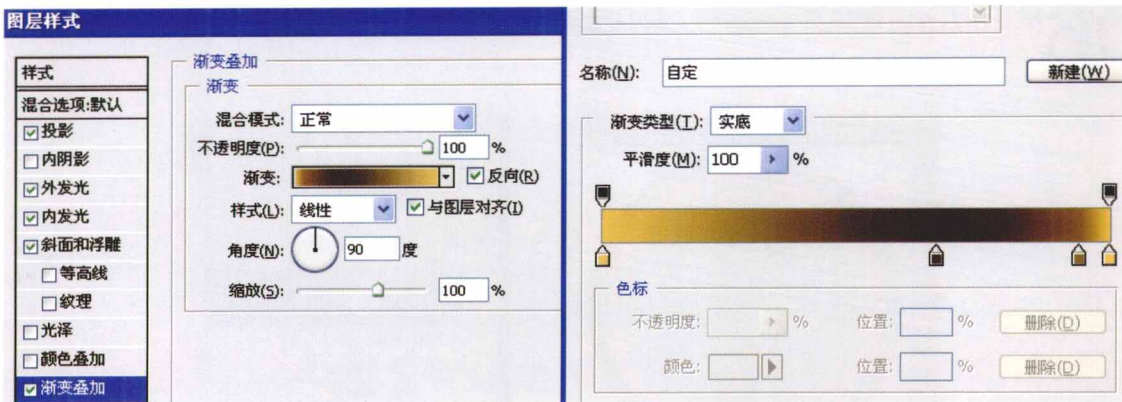 图层样式
样式
混合选项:默认
投影
内阴影
外发光
内发光
斜面和浮雕
等高线
纹理
光泽
颜色叠加
渐变叠加
渐变叠加
渐变
混合模式: 正常
不透明度(P): 100 %
渐变: 反向(R)
样式(L): 线性 与图层对齐(I)
角度(N): 90 度
缩放(S): 100 %
名称(N): 自定 新建(W)
渐变类型(T): 实底
平滑度(M): 100 %
色标
不透明度: % 位置: % 删除(D)
颜色: 位置: % 删除(D)